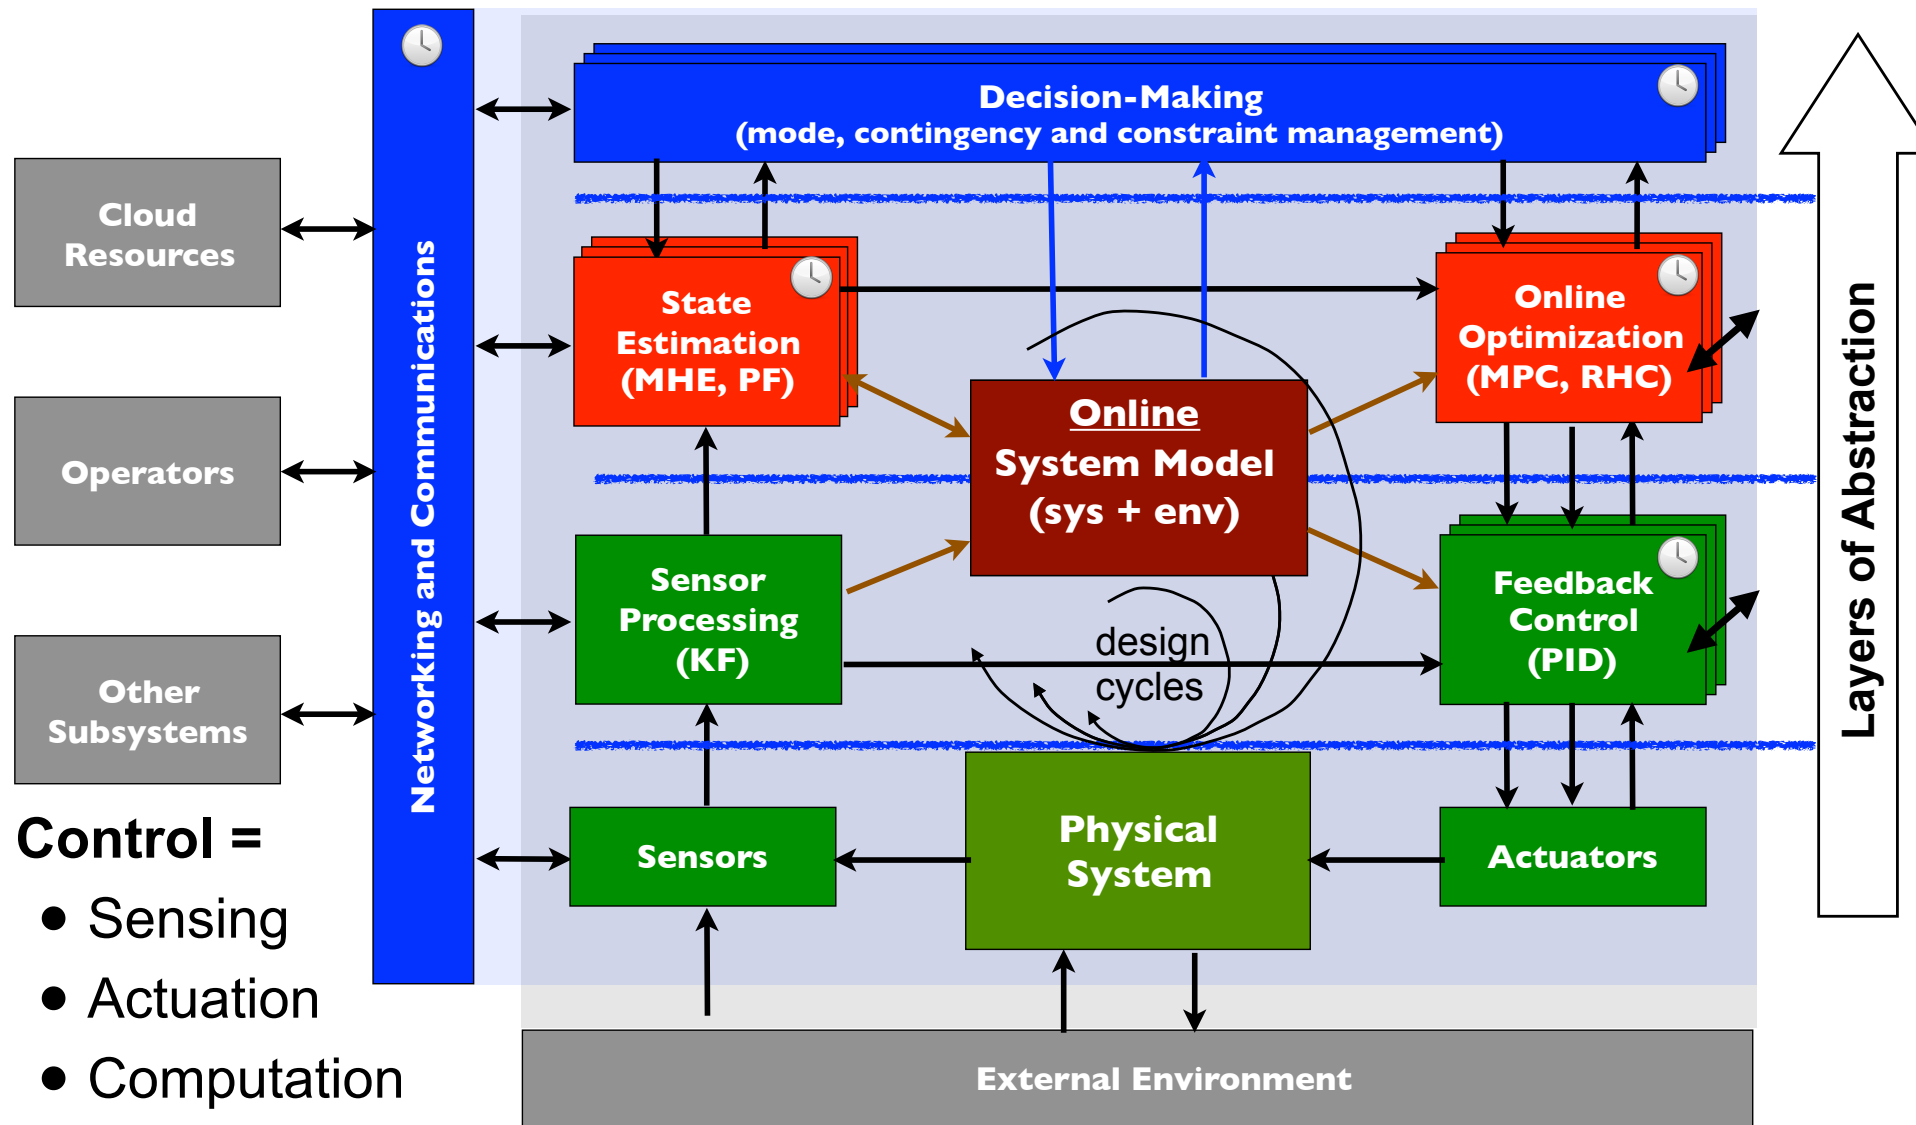 Decision-Making
(mode, contingency and constraint management)
Cloud
Resources
Operators
Other
Subsystems
Networking and Communications
State
Estimation
(MHE, PF)
Online
System Model
(sys + env)
Online
Optimization
(MPC, RHC)
Sensor
Processing
(KF)
design
cycles
Feedback
Control
(PID)
Sensors
Physical
System
Actuators
External Environment
Layers of Abstraction
Control =
• Sensing
• Actuation
• Computation